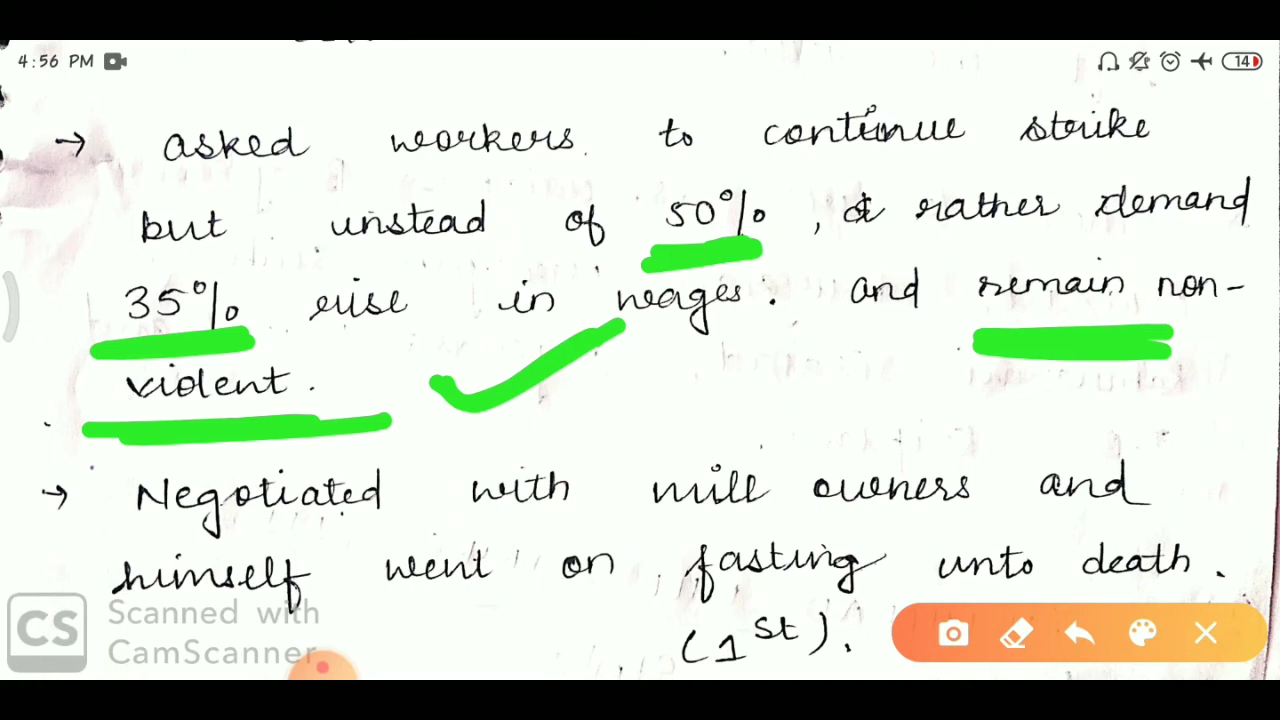 4:56 PM
14
→ asked workers to continue strike
but instead of 50%, rather demand
35% rise in wages. and remain non-
violent.
→ Negotiated with mill owners and
himself went on fasting unto death.
(1st).
CS Scanned with
CamScanner